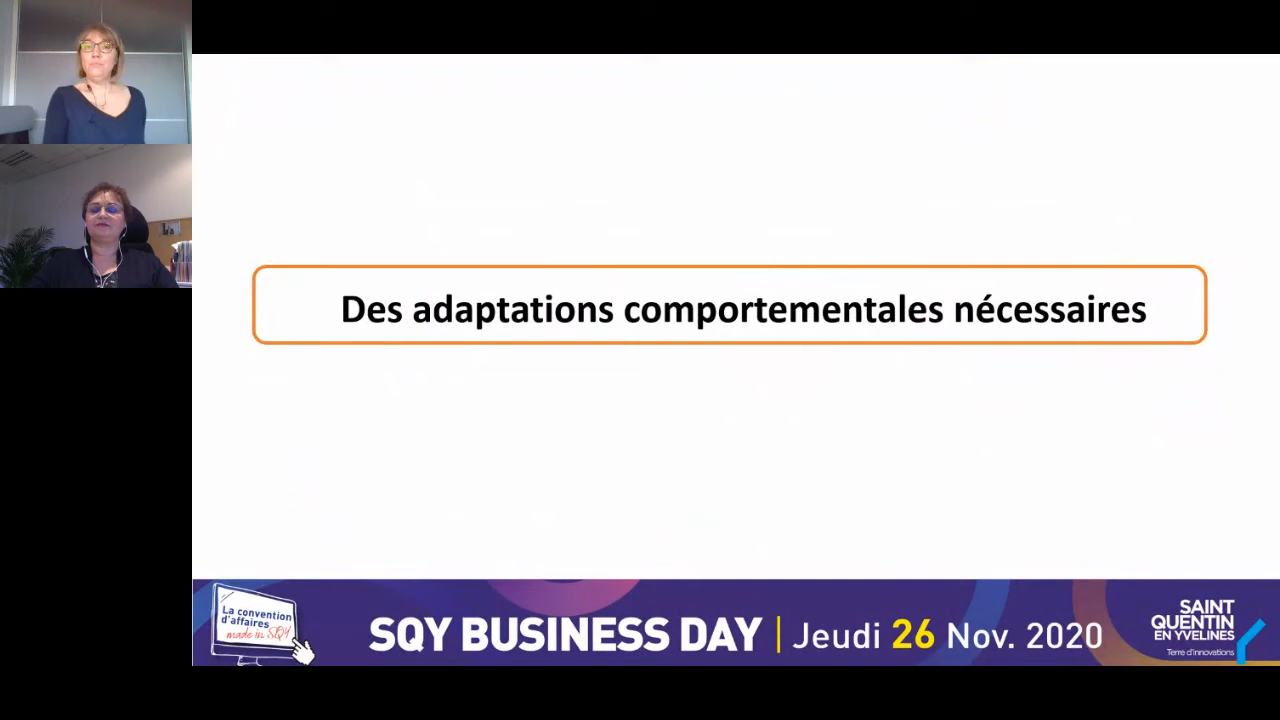 Des adaptations comportementales nécessaires
La convention
d'affaires
made in SQY
SQY BUSINESS DAY | Jeudi 26 Nov. 2020
SAINT
QUENTIN
EN YVELINES
Terre d'innovations